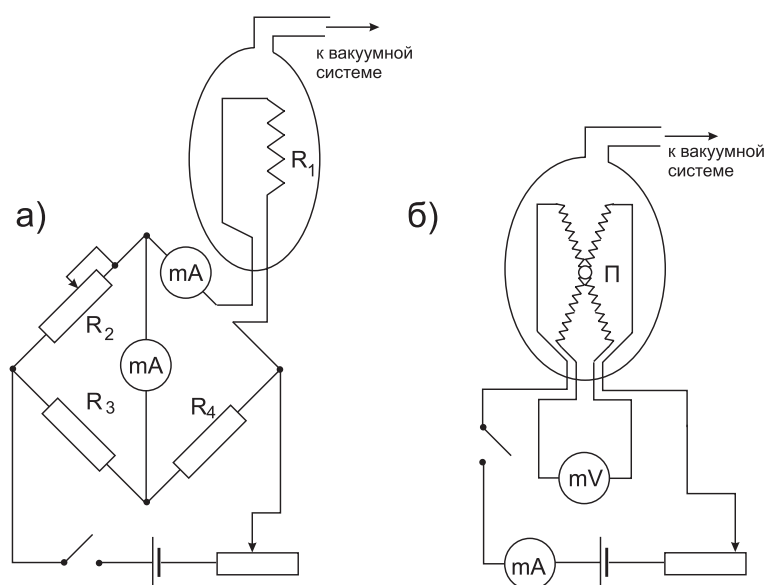 к вакуумной
системе
R1
а)
mA
R2
mA
R3
R4
к вакуумной
системе
б)
П
mV
mA